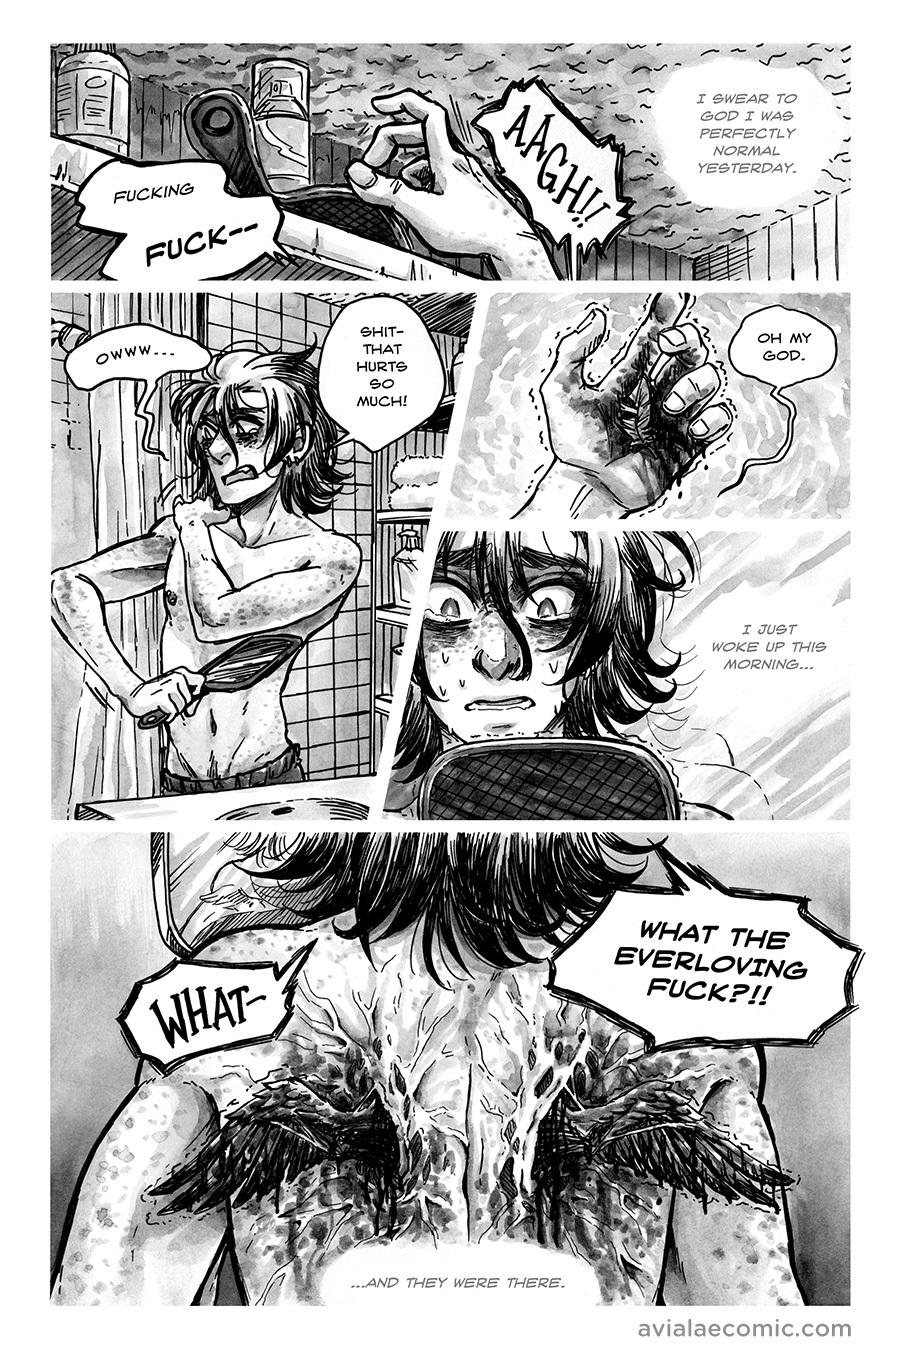 I SWEAR TO
GOD I WAS
PERFECTLY
NORMAL
YESTERDAY.
AAGH!!
FUCKING
FUCK--
OWWW...
SHIT-
THAT
HURTS
SO
MUCH!
OH MY
GOD.
I JUST
WOKE UP THIS
MORNING...
WHAT-
WHAT THE
EVERLOVING
FUCK?!!
...AND THEY WERE THERE.
avialaecomic.com